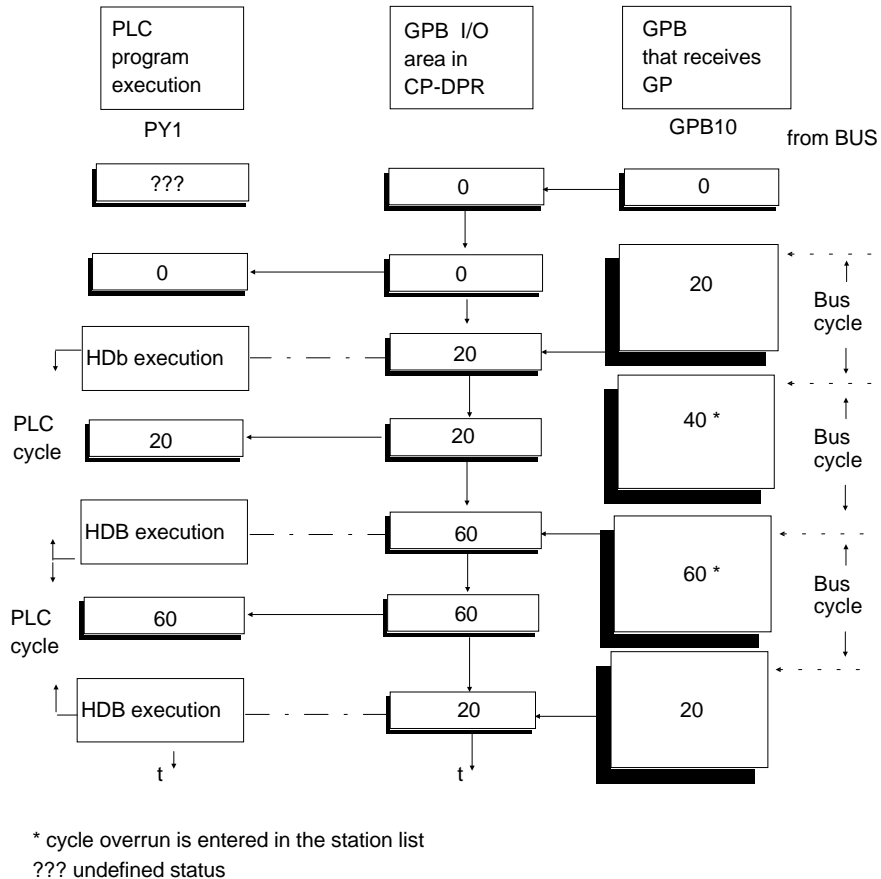 PLC
program
execution
GPB I/O
area in
CP-DPR
GPB
that receives
GP
PY1
GPB10
from BUS
???
0
0
0
0
20
Bus
cycle
HDb execution
20
PLC
cycle
20
20
40 *
Bus
cycle
HDB execution
60
60 *
Bus
cycle
PLC
cycle
60
60
HDB execution
20
20
t
t
* cycle overrun is entered in the station list
??? undefined status